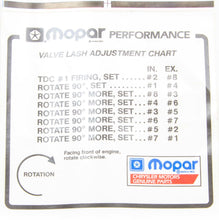 mopar PERFORMANCE
VALVE LASH ADJUSTMENT CHART
IN. EX.
TDC #1 FIRING, SET ...... #2 #8
ROTATE 90°, SET .......... #1 #4
ROTATE 90° MORE, SET... #8 #3
ROTATE 90° MORE, SET... #4 #6
ROTATE 90° MORE, SET... #3 #5
ROTATE 90° MORE, SET... #6 #7
ROTATE 90° MORE, SET... #5 #2
ROTATE 90° MORE, SET... #7 #1
Facing front of engine,
rotate clockwise.
ROTATION
mopar
CHRYSLER MOTORS
GENUINE PARTS